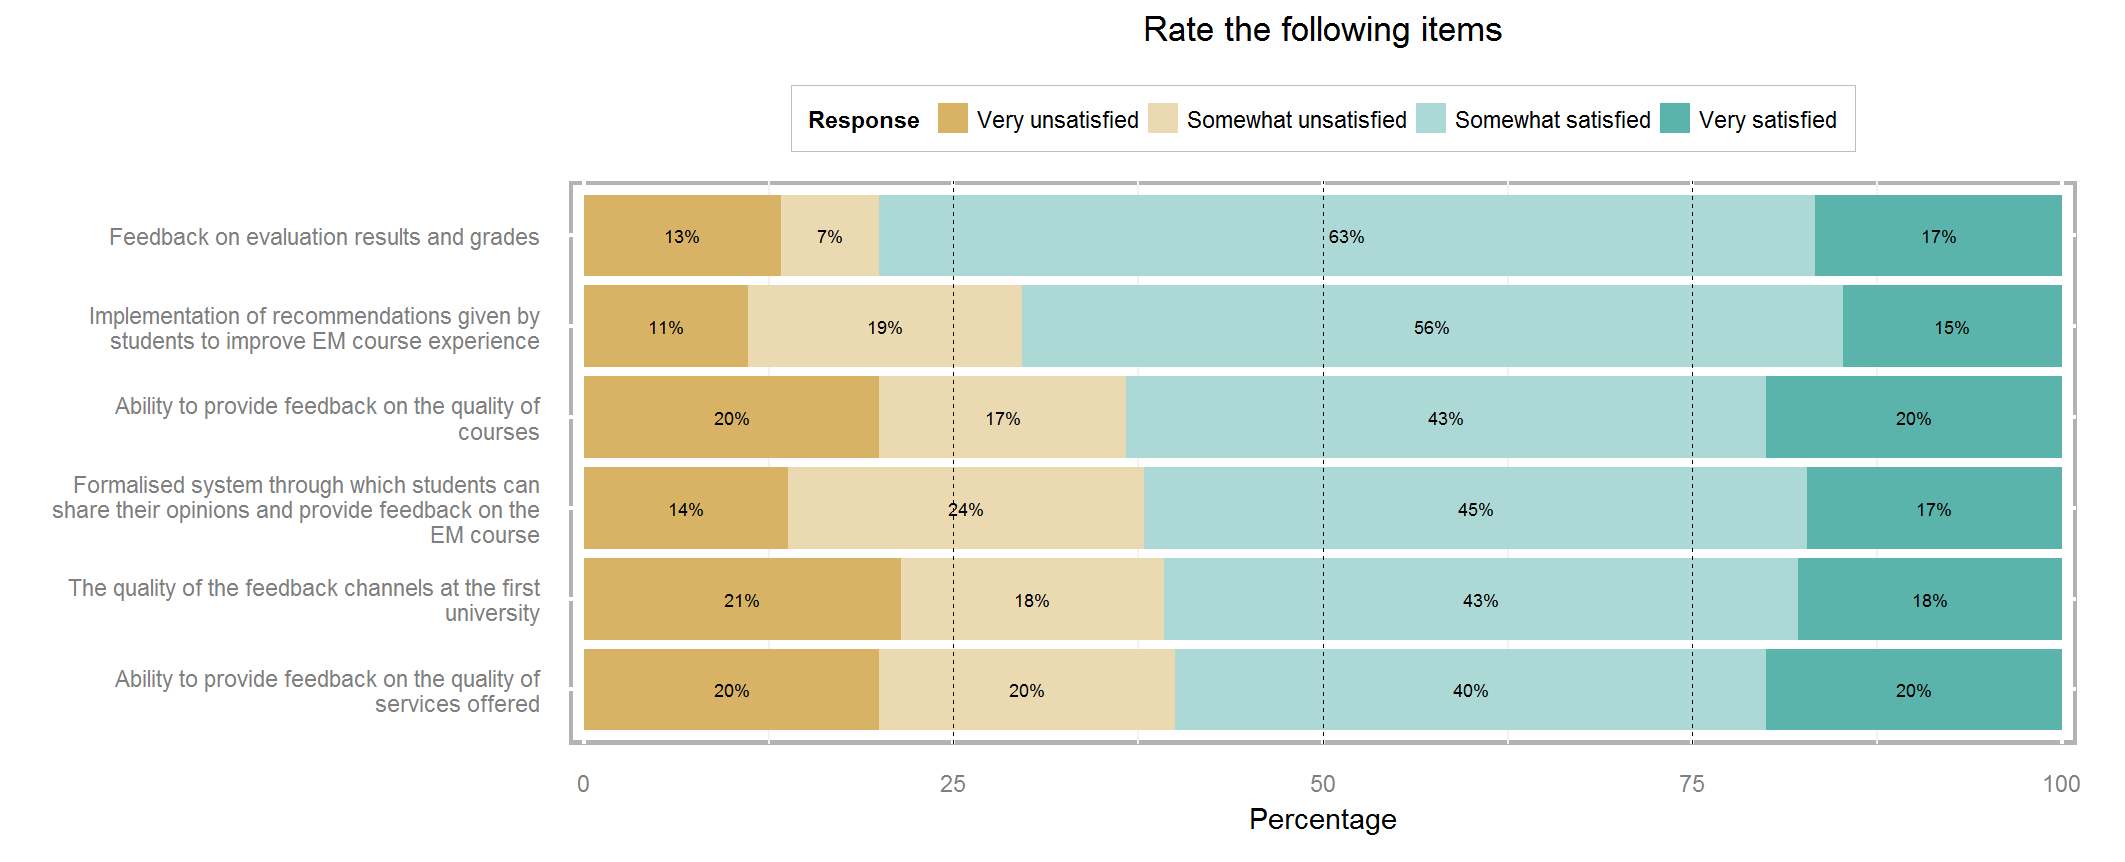 Rate the following items
Response Very unsatisfied Somewhat unsatisfied Somewhat satisfied Very satisfied
Feedback on evaluation results and grades
13% 7% 63% 17%
Implementation of recommendations given by
students to improve EM course experience
11% 19% 56% 15%
Ability to provide feedback on the quality of
courses
20% 17% 43% 20%
Formalised system through which students can
share their opinions and provide feedback on the
EM course
14% 24% 45% 17%
The quality of the feedback channels at the first
university
21% 18% 43% 18%
Ability to provide feedback on the quality of
services offered
20% 20% 40% 20%
0 25 50 75 100
Percentage